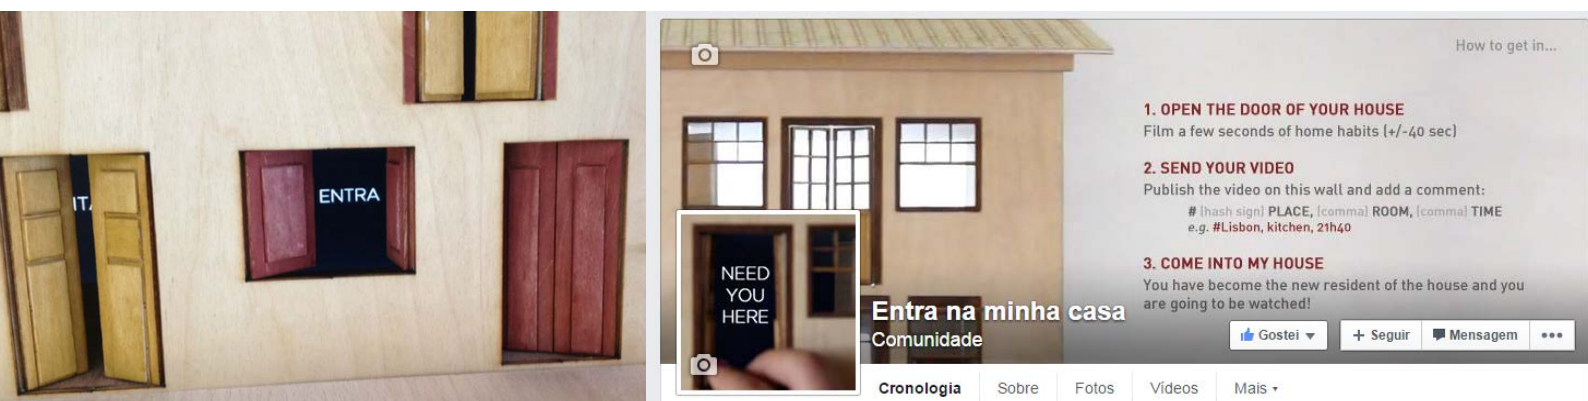 ENTRA
How to get in...
1. OPEN THE DOOR OF YOUR HOUSE
Film a few seconds of home habits (+/-40 sec)
2. SEND YOUR VIDEO
Publish the video on this wall and add a comment:
# (hash sign) PLACE, (comma) ROOM, (comma) TIME
e.g. #Lisbon, kitchen, 21h40
3. COME INTO MY HOUSE
You have become the new resident of the house and you
are going to be watched!
NEED
YOU
HERE
Entra na minha casa
Comunidade
Gostei
Seguir
Mensagem
Cronologia
Sobre
Fotos
Vídeos
Mais